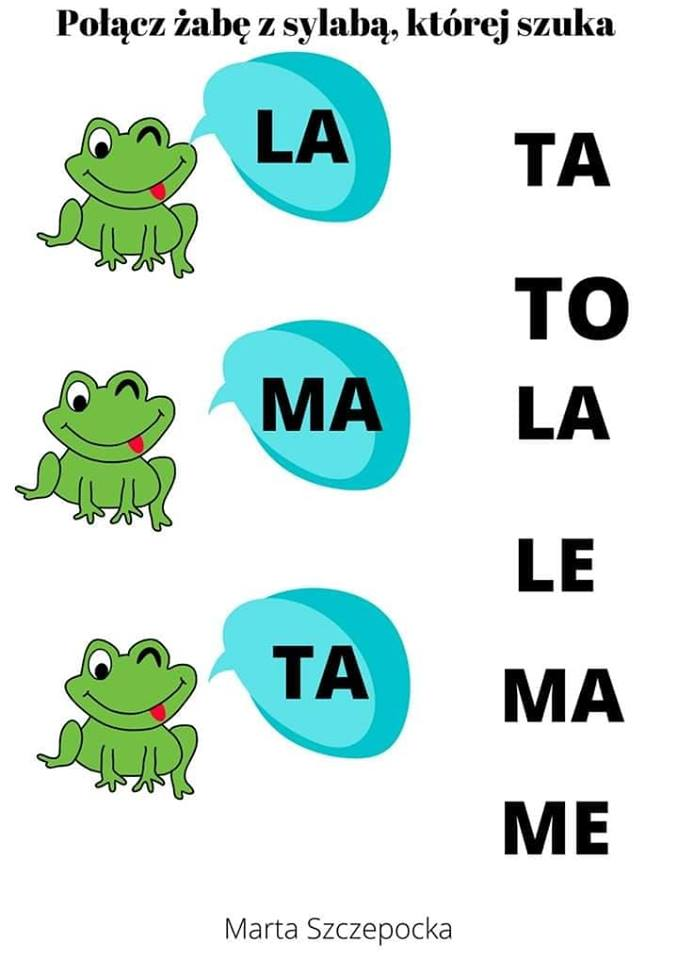 Połącz żabę z sylabą, której szuka
LA
TA
TO
MA
LA
LE
TA
MA
ME
Marta Szczepocka